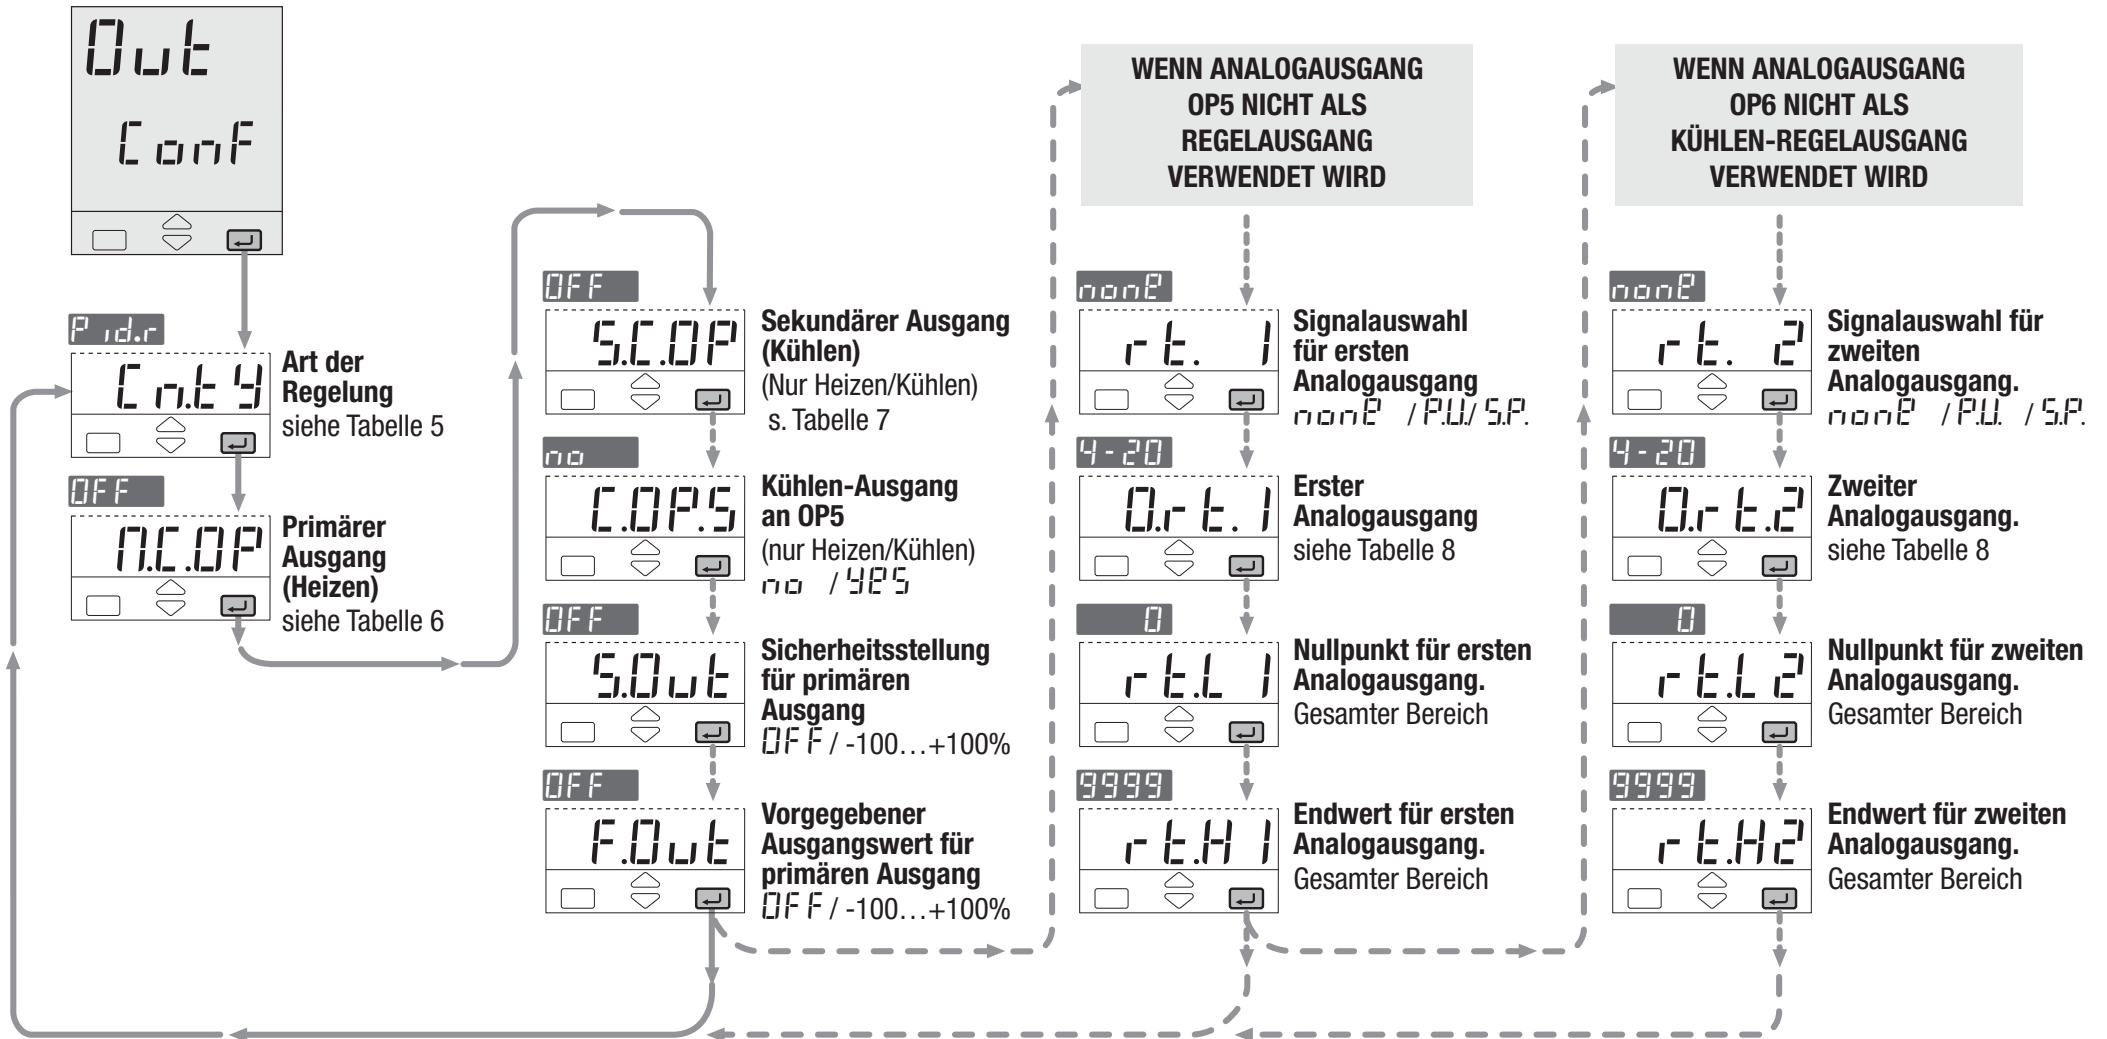 Out
Conf
Pid.r
Cn.tY
Art der
Regelung
siehe Tabelle 5
OFF
M.C.OP
Primärer
Ausgang
(Heizen)
siehe Tabelle 6
OFF
S.C.OP
Sekundärer Ausgang
(Kühlen)
(Nur Heizen/Kühlen)
s. Tabelle 7
no
C.OP.5
Kühlen-Ausgang
an OP5
(nur Heizen/Kühlen)
no / YES
OFF
S.Out
Sicherheitsstellung
für primären
Ausgang
OFF / -100…+100%
OFF
F.Out
Vorgegebener
Ausgangswert für
primären Ausgang
OFF / -100…+100%
WENN ANALOGAUSGANG
OP5 NICHT ALS
REGELAUSGANG
VERWENDET WIRD
nonE
rt. 1
Signalauswahl
für ersten
Analogausgang
nonE / P.U./ S.P.
4-20
O.rt.1
Erster
Analogausgang
siehe Tabelle 8
0
rt.L 1
Nullpunkt für ersten
Analogausgang.
Gesamter Bereich
9999
rt.H 1
Endwert für ersten
Analogausgang.
Gesamter Bereich
WENN ANALOGAUSGANG
OP6 NICHT ALS
KÜHLEN-REGELAUSGANG
VERWENDET WIRD
nonE
rt. 2
Signalauswahl für
zweiten
Analogausgang.
nonE / P.U. / S.P.
4-20
O.rt.2
Zweiter
Analogausgang.
siehe Tabelle 8
0
rt.L 2
Nullpunkt für zweiten
Analogausgang.
Gesamter Bereich
9999
rt.H2
Endwert für zweiten
Analogausgang.
Gesamter Bereich